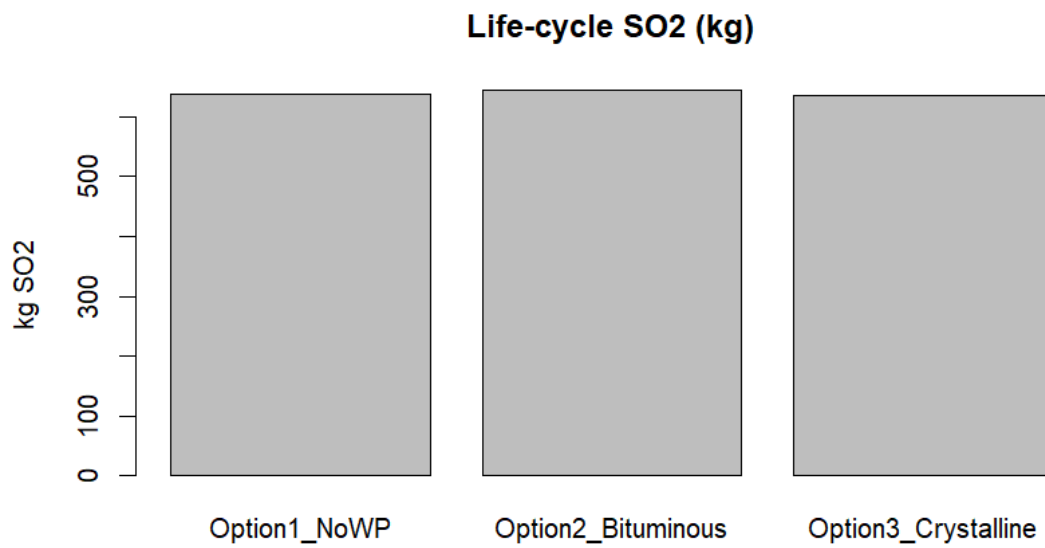 Life-cycle SO2 (kg)
kg SO2
500
300
100
0
Option1_NoWP
Option2_Bituminous
Option3_Crystalline